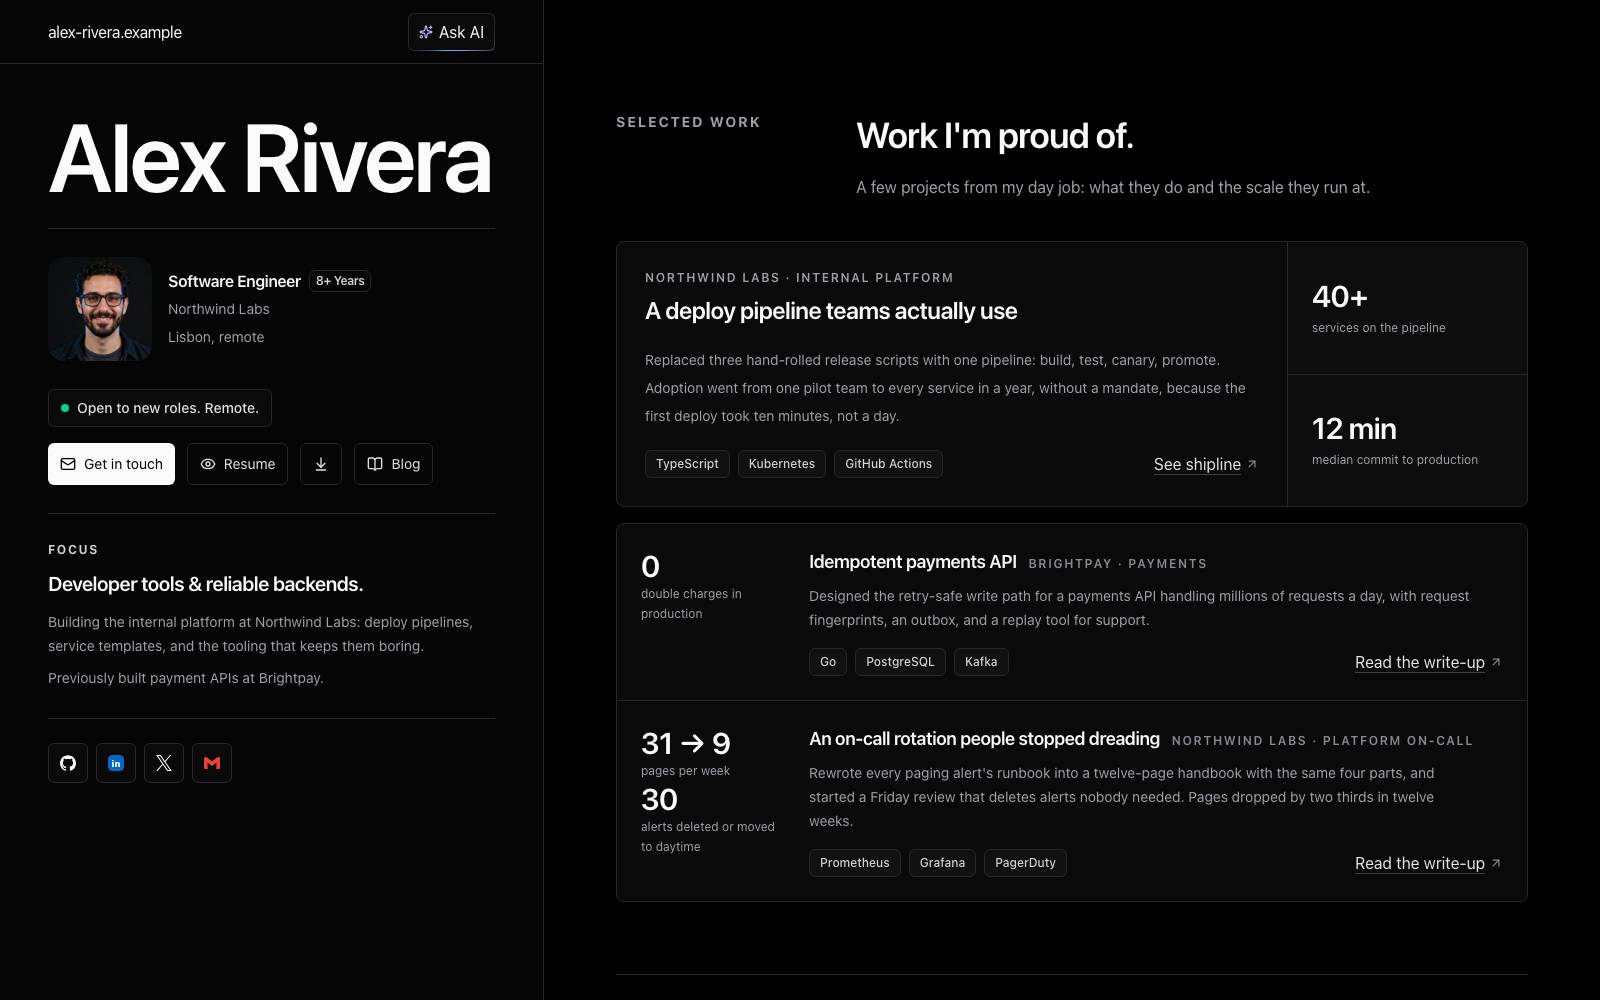 alex-rivera.example
Ask AI
Alex Rivera
Software Engineer 8+ Years
Northwind Labs
Lisbon, remote
Open to new roles. Remote.
Get in touch
Resume
Blog
FOCUS
Developer tools & reliable backends.
Building the internal platform at Northwind Labs: deploy pipelines,
service templates, and the tooling that keeps them boring.
Previously built payment APIs at Brightpay.
in
SELECTED WORK
Work I'm proud of.
A few projects from my day job: what they do and the scale they run at.
NORTHWIND LABS · INTERNAL PLATFORM
A deploy pipeline teams actually use
Replaced three hand-rolled release scripts with one pipeline: build, test, canary, promote.
Adoption went from one pilot team to every service in a year, without a mandate, because the
first deploy took ten minutes, not a day.
TypeScript Kubernetes GitHub Actions
See shipline ↗
40+
services on the pipeline
12 min
median commit to production
0
double charges in
production
Idempotent payments API BRIGHTPAY · PAYMENTS
Designed the retry-safe write path for a payments API handling millions of requests a day, with request
fingerprints, an outbox, and a replay tool for support.
Go PostgreSQL Kafka
Read the write-up ↗
31 → 9
pages per week
30
alerts deleted or moved
to daytime
An on-call rotation people stopped dreading NORTHWIND LABS · PLATFORM ON-CALL
Rewrote every paging alert's runbook into a twelve-page handbook with the same four parts, and
started a Friday review that deletes alerts nobody needed. Pages dropped by two thirds in twelve
weeks.
Prometheus Grafana PagerDuty
Read the write-up ↗